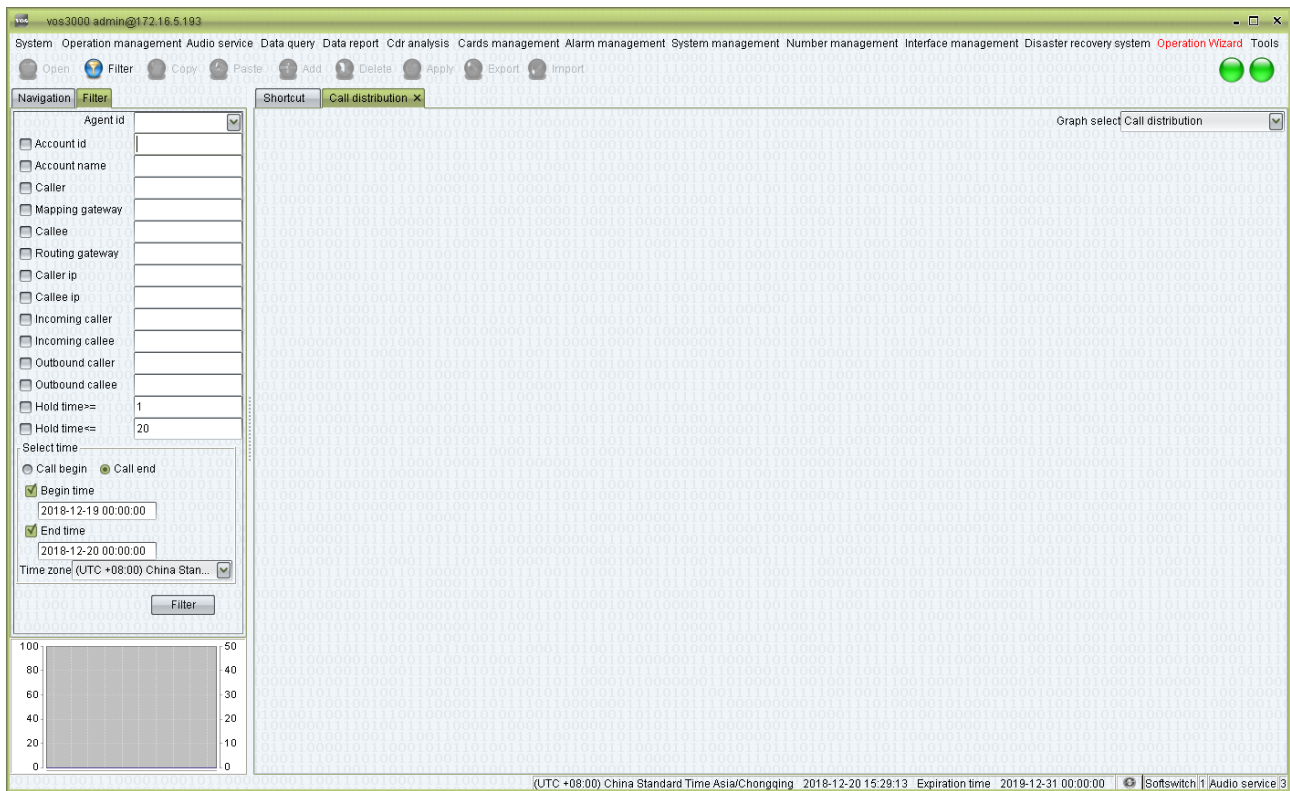 vos vos3000 admin@172.16.5.193
System Operation management Audio service Data query Data report Cdr analysis Cards management Alarm management System management Number management Interface management Disaster recovery system Operation Wizard Tools
Open Filter Copy Paste Add Delete Apply Export Import
Navigation Filter Shortcut Call distribution
Agent id
Graph select Call distribution
Account id
Account name
Caller
Mapping gateway
Callee
Routing gateway
Caller ip
Callee ip
Incoming caller
Incoming callee
Outbound caller
Outbound callee
Hold time>= 1
Hold time<= 20
Select time
Call begin Call end
Begin time
2018-12-19 00:00:00
End time
2018-12-20 00:00:00
Time zone (UTC +08:00) China Stan...
Filter
100 50
80 40
60 30
40 20
20 10
0 0
(UTC +08:00) China Standard Time Asia/Chongqing 2018-12-20 15:29:13 Expiration time 2019-12-31 00:00:00 Softswitch 1 Audio service 3